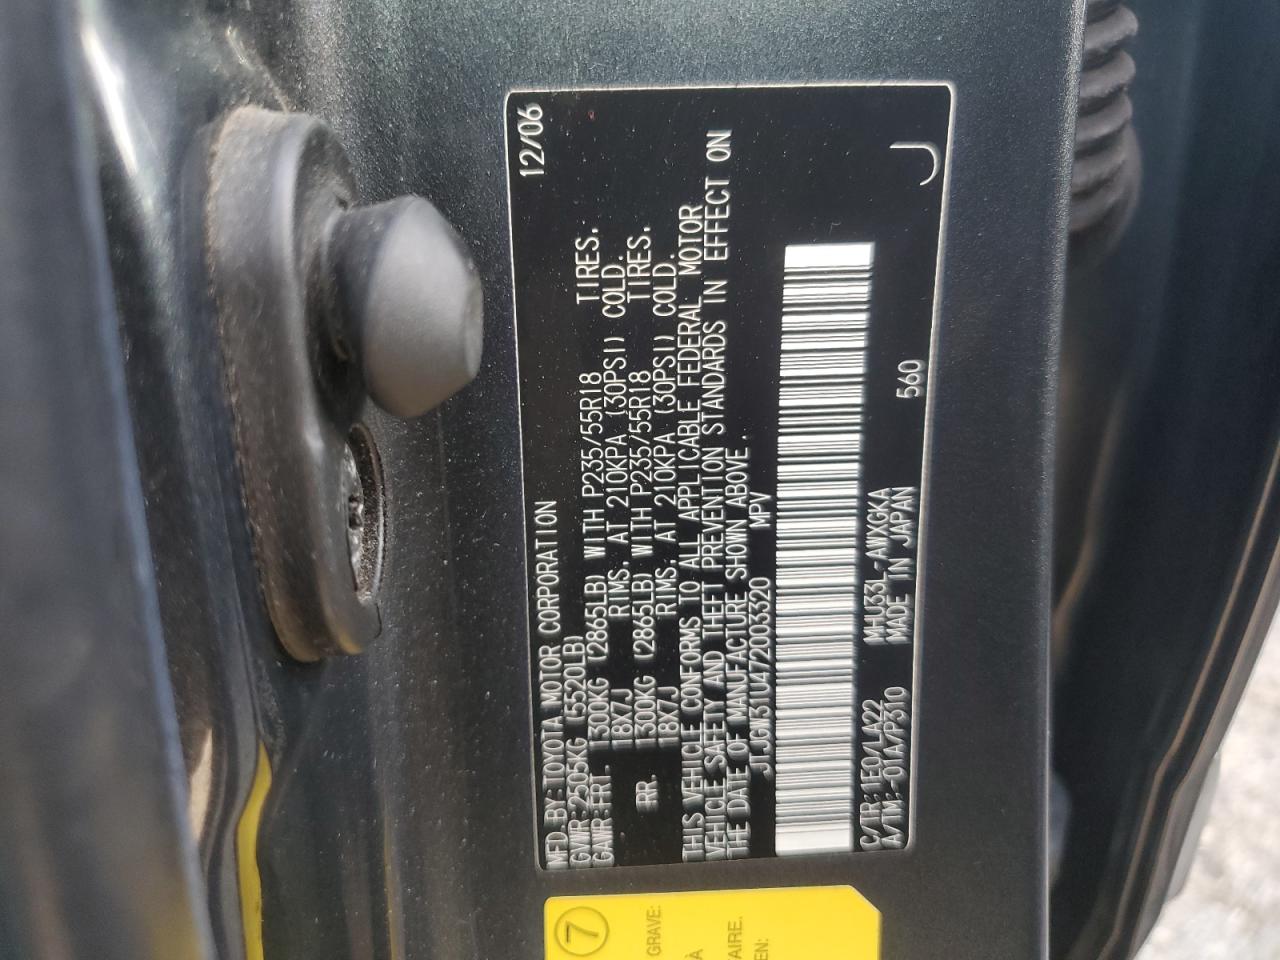 MFD. BY: TOYOTA MOTOR CORPORATION 12/06
GVWR: 2505KG (5520LB)
GAWR: FRT. 1300KG (2865LB) WITH P235/55R18 TIRES.
18X7J RIMS, AT 210KPA (30PSI) COLD.
RR. 1300KG (2865LB) WITH P235/55R18 TIRES.
18X7J RIMS, AT 210KPA (30PSI) COLD.
THIS VEHICLE CONFORMS TO ALL APPLICABLE FEDERAL MOTOR
VEHICLE SAFETY AND THEFT PREVENTION STANDARDS IN EFFECT ON
THE DATE OF MANUFACTURE SHOWN ABOVE.
JTJGW31U472003320 MPV
C/TR: 1E0/LA22 MHU33L-AWXGKA 560
A/TM: -01A/P310 MADE IN JAPAN
J
7
GRAVE:
À
AIRE.
EN: